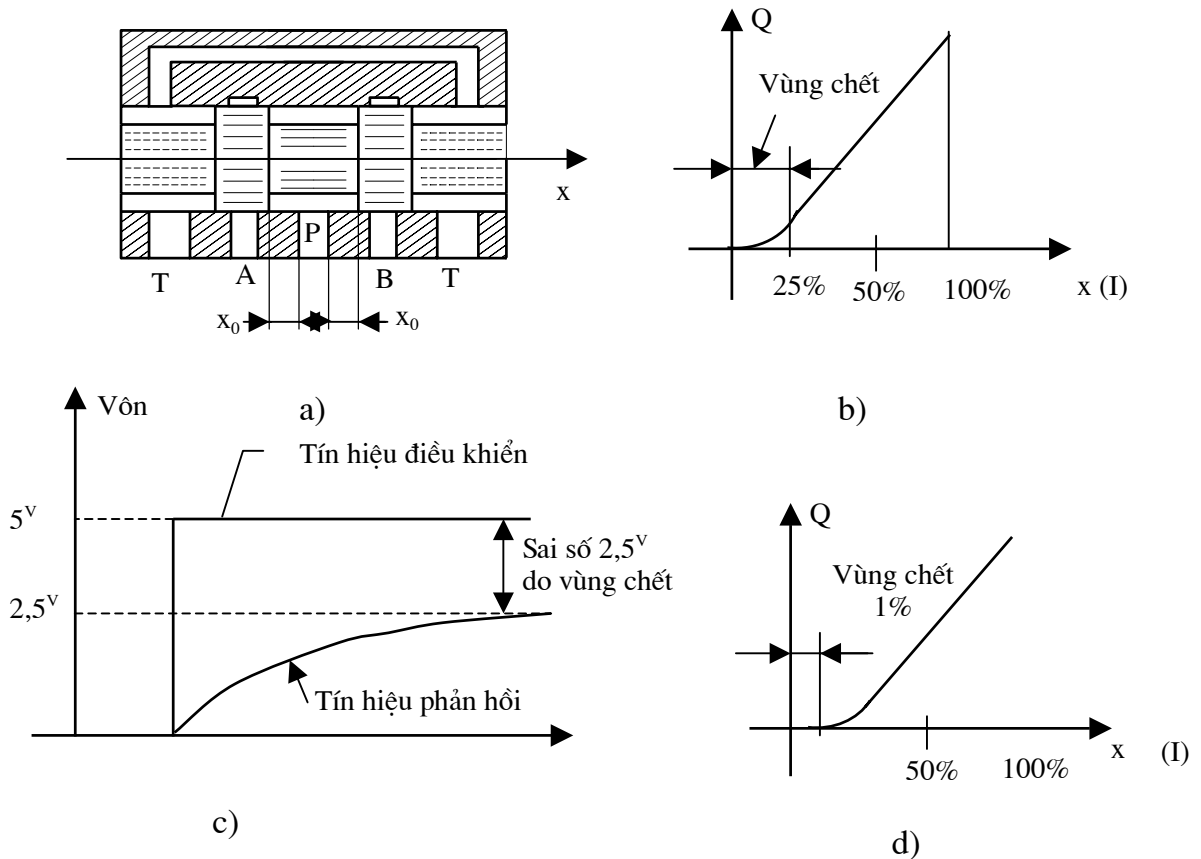 x
T
A
P
B
T
x₀
x₀
a)
Q
Vùng chết
25%
50%
100%
x (I)
b)
Vôn
Tín hiệu điều khiển
5ⱽ
Sai số 2,5ⱽ
do vùng chết
2,5ⱽ
Tín hiệu phản hồi
c)
Q
Vùng chết
1%
50%
100%
x (I)
d)